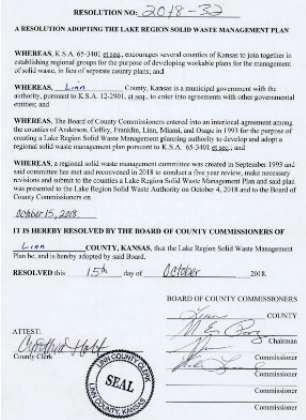 RESOLUTION NO: 2018-32
A RESOLUTION ADOPTING THE LAKE REGION SOLID WASTE MANAGEMENT PLAN
WHEREAS, K.S.A. 65-3401 et seq., encourages several counties of Kansas to join together in
establishing regional groups for the purpose of developing workable plans for the management
of solid waste, in lieu of separate county plans; and
WHEREAS, Linn County, Kansas is a municipal government with the
authority, pursuant to K.S.A. 12-2901, et seq., to enter into agreements with other governmental
entities; and
WHEREAS, The Board of County Commissioners entered into an interlocal agreement among
the counties of Anderson, Coffey, Franklin, Linn, Miami, and Osage in 1993 for the purpose of
creating a Lake Region Solid Waste Management planning authority to develop and adopt a
regional solid waste management plan pursuant to K.S.A. 65-3401 et seq.; and
WHEREAS, a regional solid waste management committee was created in September 1993 and
said committee has met and reconvened in 2018 to conduct a five year review, make necessary
revisions and submit to the counties a Lake Region Solid Waste Management Plan and said plan
was presented to the Lake Region Solid Waste Authority on October 4, 2018 and to the Board of
County Commissioners on
October 15, 2018.
IT IS HEREBY RESOLVED BY THE BOARD OF COUNTY COMMISSIONERS OF
Linn COUNTY, KANSAS, that the Lake Region Solid Waste Management
Plan be, and is hereby adopted by said Board.
RESOLVED this 15th day of October 2018.
BOARD OF COUNTY COMMISSIONERS
Linn COUNTY
Chairman
ATTEST:
County Clerk
Commissioner
Commissioner
Commissioner
Commissioner
LINN COUNTY CLERK
SEAL
LINN COUNTY, KANSAS